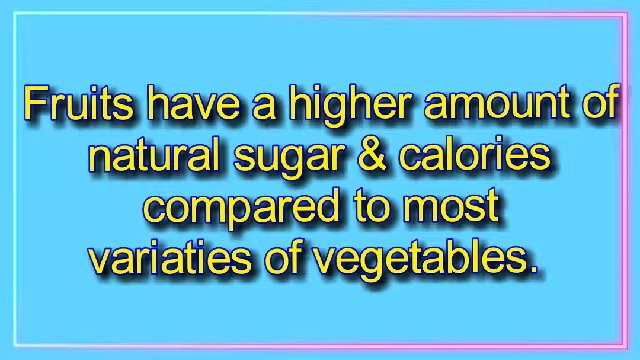 Fruits have a higher amount of
natural sugar & calories
compared to most
variaties of vegetables.